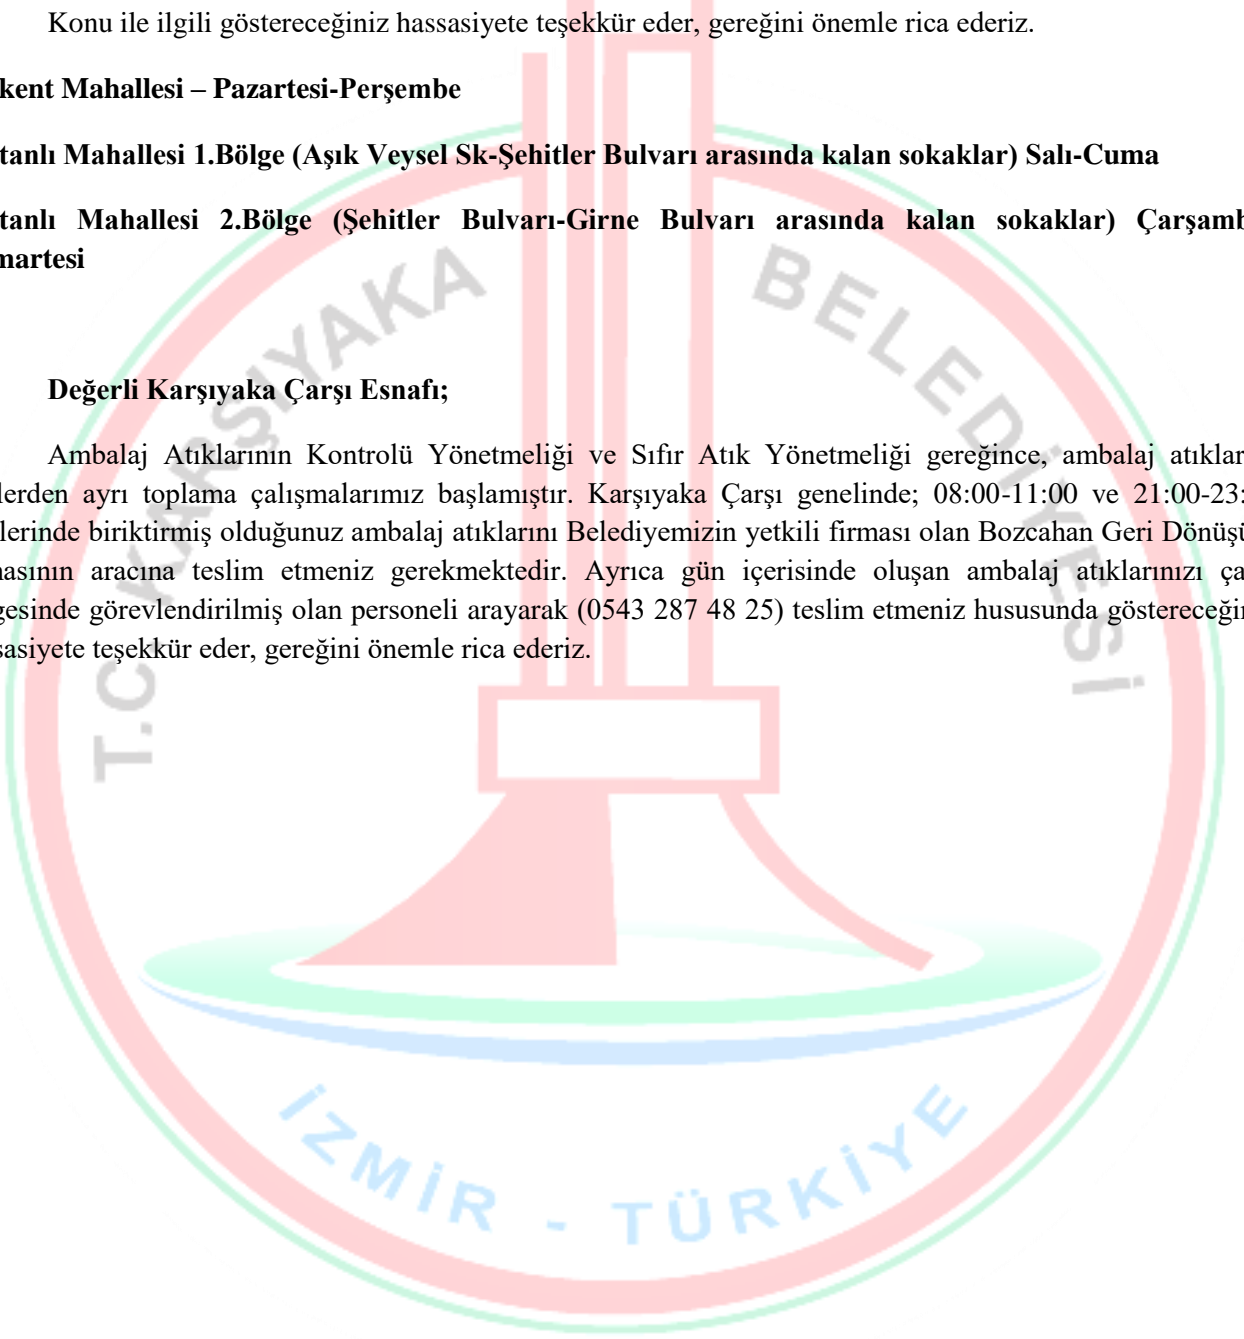 Konu ile ilgili göstereceğiniz hassasiyete teşekkür eder, gereğini önemle rica ederiz.
kent Mahallesi – Pazartesi-Perşembe
tanlı Mahallesi 1.Bölge (Aşık Veysel Sk-Şehitler Bulvarı arasında kalan sokaklar) Salı-Cuma
tanlı Mahallesi 2.Bölge (Şehitler Bulvarı-Girne Bulvarı arasında kalan sokaklar) Çarşamb
martesi
Değerli Karşıyaka Çarşı Esnafı;
Ambalaj Atıklarının Kontrolü Yönetmeliği ve Sıfır Atık Yönetmeliği gereğince, ambalaj atıklar
lerden ayrı toplama çalışmalarımız başlamıştır. Karşıyaka Çarşı genelinde; 08:00-11:00 ve 21:00-23:
lerinde biriktirmiş olduğunuz ambalaj atıklarını Belediyemizin yetkili firması olan Bozcahan Geri Dönüşü
masının aracına teslim etmeniz gerekmektedir. Ayrıca gün içerisinde oluşan ambalaj atıklarınızı ça
gesinde görevlendirilmiş olan personeli arayarak (0543 287 48 25) teslim etmeniz hususunda göstereceğin
sasiyete teşekkür eder, gereğini önemle rica ederiz.
T.C. KARŞIYAKA BELEDİYESİ
İZMİR - TÜRKİYE